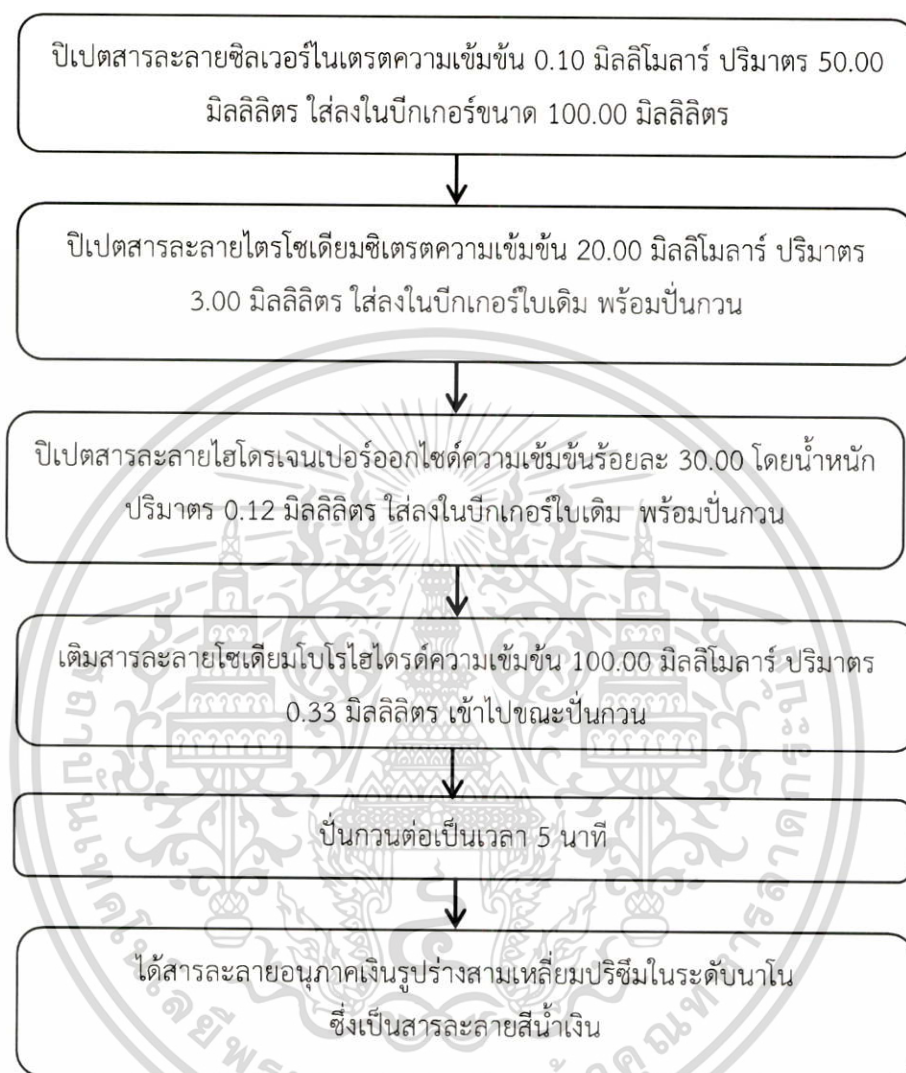 ปิเปตสารละลายซิลเวอร์ไนเตรตความเข้มข้น 0.10 มิลลิโมลาร์ ปริมาตร 50.00
มิลลิลิตร ใส่ลงในบีกเกอร์ขนาด 100.00 มิลลิลิตร
ปิเปตสารละลายไตรโซเดียมซิเตรตความเข้มข้น 20.00 มิลลิโมลาร์ ปริมาตร
3.00 มิลลิลิตร ใส่ลงในบีกเกอร์ใบเดิม พร้อมปั่นกวน
ปิเปตสารละลายไฮโดรเจนเปอร์ออกไซด์ความเข้มข้นร้อยละ 30.00 โดยน้ำหนัก
ปริมาตร 0.12 มิลลิลิตร ใส่ลงในบีกเกอร์ใบเดิม พร้อมปั่นกวน
เติมสารละลายโซเดียมโบโรไฮไดรด์ความเข้มข้น 100.00 มิลลิโมลาร์ ปริมาตร
0.33 มิลลิลิตร เข้าไปขณะปั่นกวน
ปั่นกวนต่อเป็นเวลา 5 นาที
ได้สารละลายอนุภาคเงินรูปร่างสามเหลี่ยมปริซึมในระดับนาโน
ซึ่งเป็นสารละลายสีน้ำเงิน